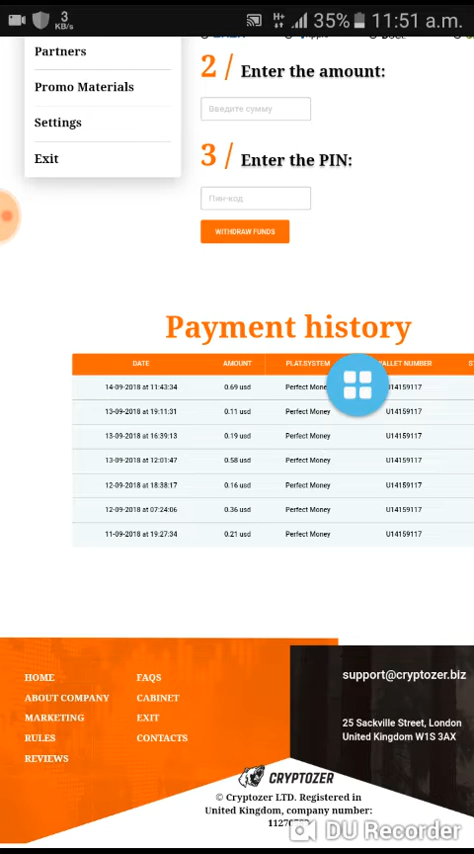 3
KB/s
H+
35%
11:51 a.m.
Partners
Promo Materials
Settings
Exit
2 / Enter the amount:
Введите сумму
3 / Enter the PIN:
Пин-код
WITHDRAW FUNDS
Payment history
DATE AMOUNT PLAT.SYSTEM NUMBER
14-09-2018 at 11:43:34 0.69 usd Perfect U14159117
13-09-2018 at 19:11:31 0.11 usd Perfect Money U14159117
13-09-2018 at 16:39:13 0.19 usd Perfect Money U14159117
13-09-2018 at 12:01:47 0.58 usd Perfect Money U14159117
12-09-2018 at 18:38:17 0.16 usd Perfect Money U14159117
12-09-2018 at 07:24:06 0.36 usd Perfect Money U14159117
11-09-2018 at 19:27:34 0.21 usd Perfect Money U14159117
HOME
ABOUT COMPANY
MARKETING
RULES
REVIEWS
FAQS
CABINET
EXIT
CONTACTS
support@cryptozer.biz
25 Sackville Street, London
United Kingdom W1S 3AX
CRYPTOZER
© Cryptozer LTD. Registered in
United Kingdom, company number:
DU Recorder